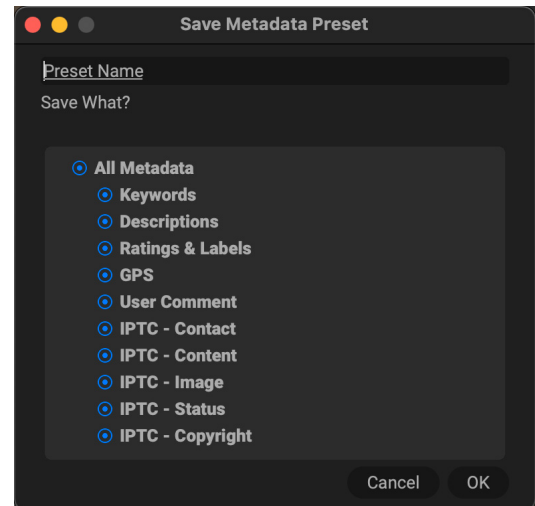 Save Metadata Preset
Preset Name
Save What?
All Metadata
Keywords
Descriptions
Ratings & Labels
GPS
User Comment
IPTC - Contact
IPTC - Content
IPTC - Image
IPTC - Status
IPTC - Copyright
Cancel OK